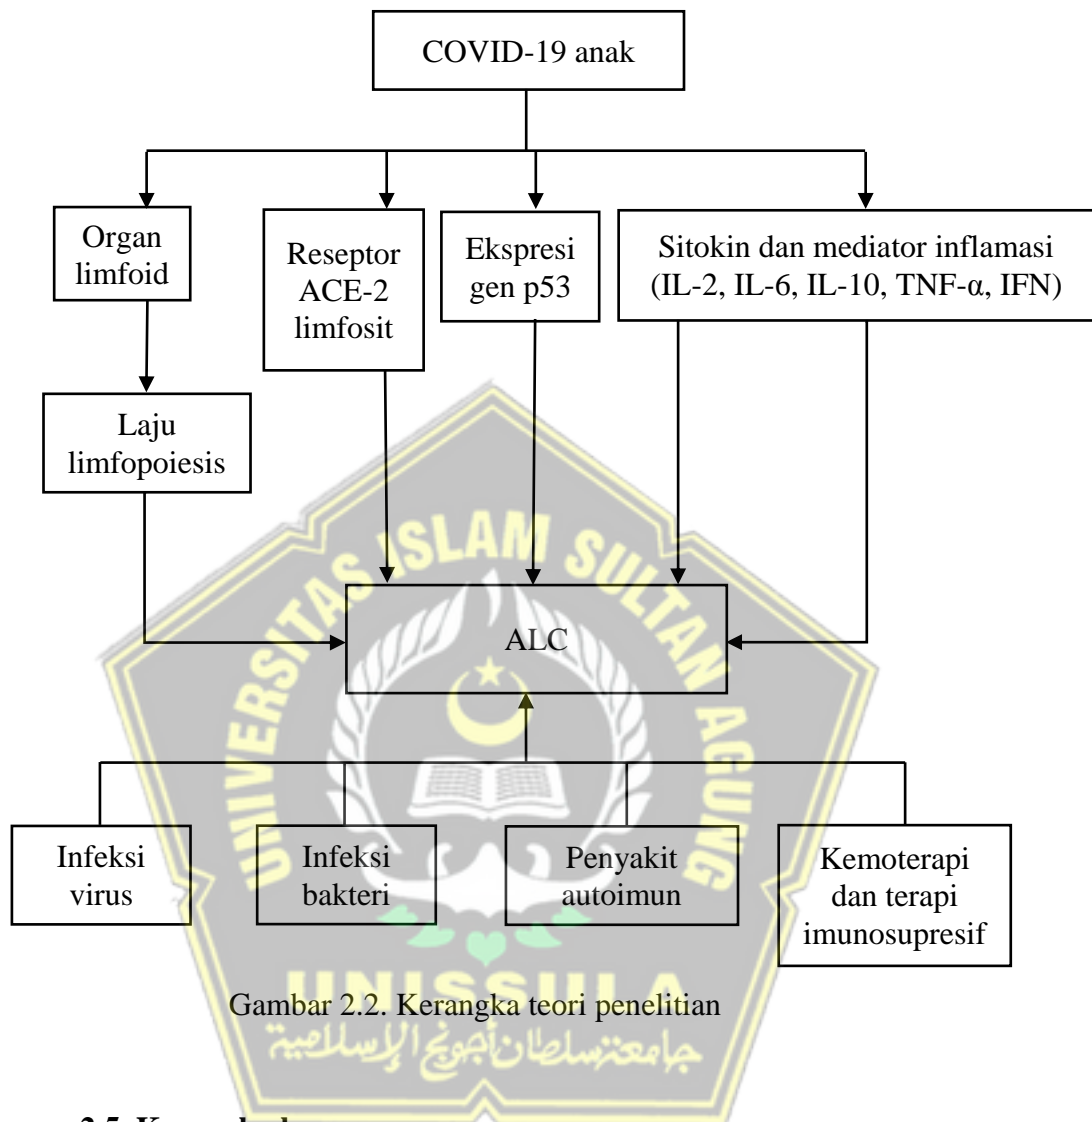 COVID-19 anak
Organ
limfoid
Reseptor
ACE-2
limfosit
Ekspresi
gen p53
Sitokin dan mediator inflamasi
(IL-2, IL-6, IL-10, TNF-α, IFN)
Laju
limfopoiesis
ALC
Infeksi
virus
Infeksi
bakteri
Penyakit
autoimun
Kemoterapi
dan terapi
imunosupresif
UNIVERSITAS ISLAM SULTAN AGUNG
UNISSULA
جامعتسلطان أجونج الإسلامية
Gambar 2.2. Kerangka teori penelitian